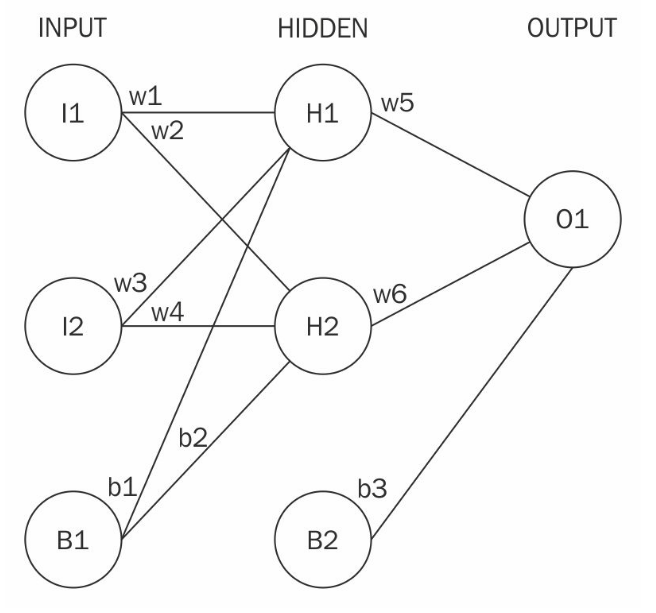 INPUT HIDDEN OUTPUT
I1 w1 H1 w5
w2
O1
w3
I2 w4 H2 w6
b2
b1 b3
B1 B2